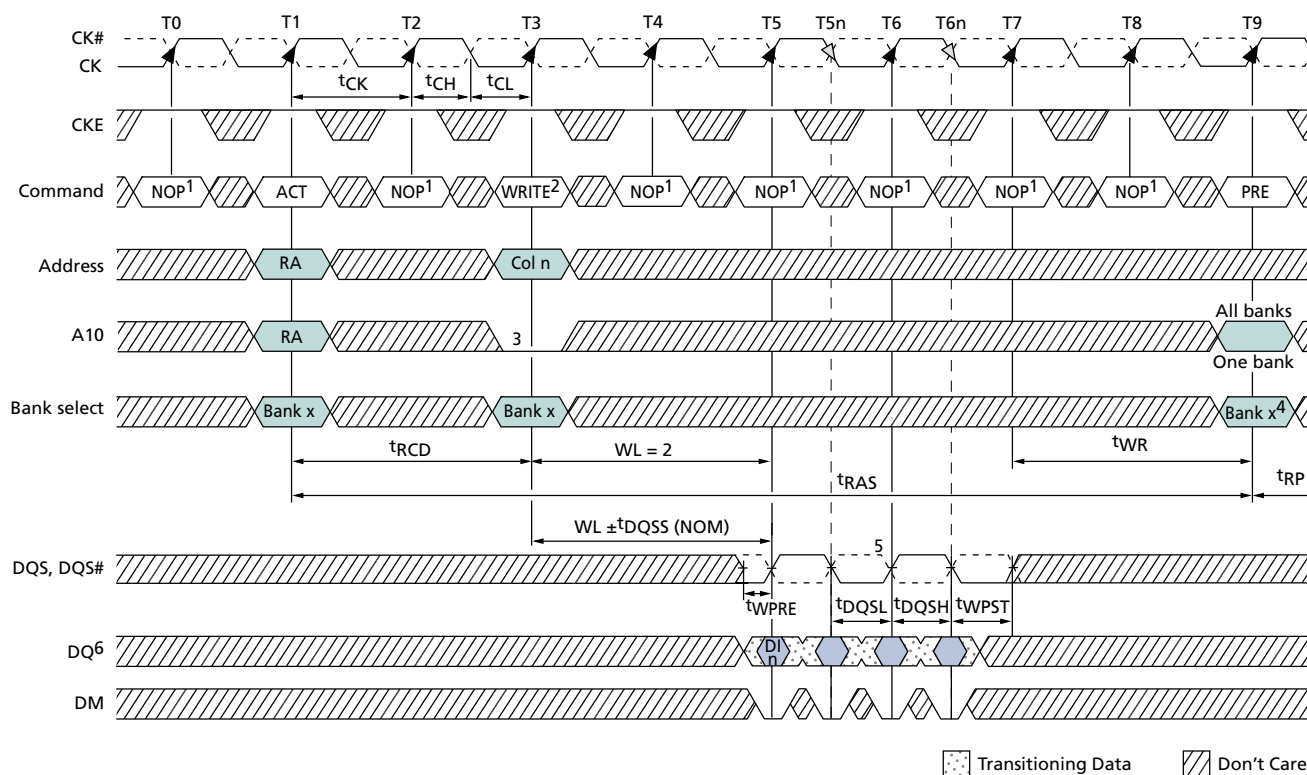 T0 T1 T2 T3 T4 T5 T5n T6 T6n T7 T8 T9
CK#
CK
tCK tCH tCL
CKE
Command NOP1 ACT NOP1 WRITE2 NOP1 NOP1 NOP1 NOP1 NOP1 PRE
Address RA Col n
All banks
A10 RA 3
One bank
Bank select Bank x Bank x Bank x4
tRCD WL = 2 tWR
tRAS tRP
WL ±tDQSS (NOM)
5
DQS, DQS#
tWPRE tDQSL tDQSH tWPST
DQ6 DI
n
DM
Transitioning Data Don't Care